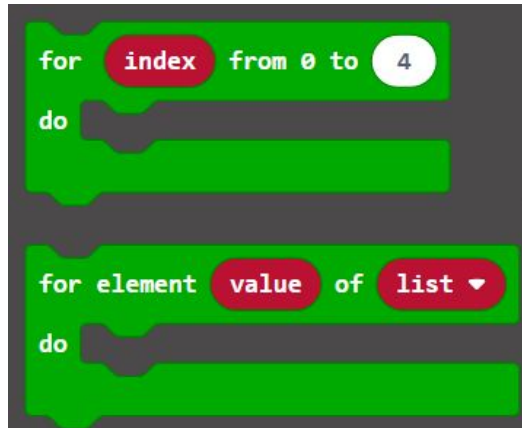 for index from 0 to 4
do
for element value of list
do